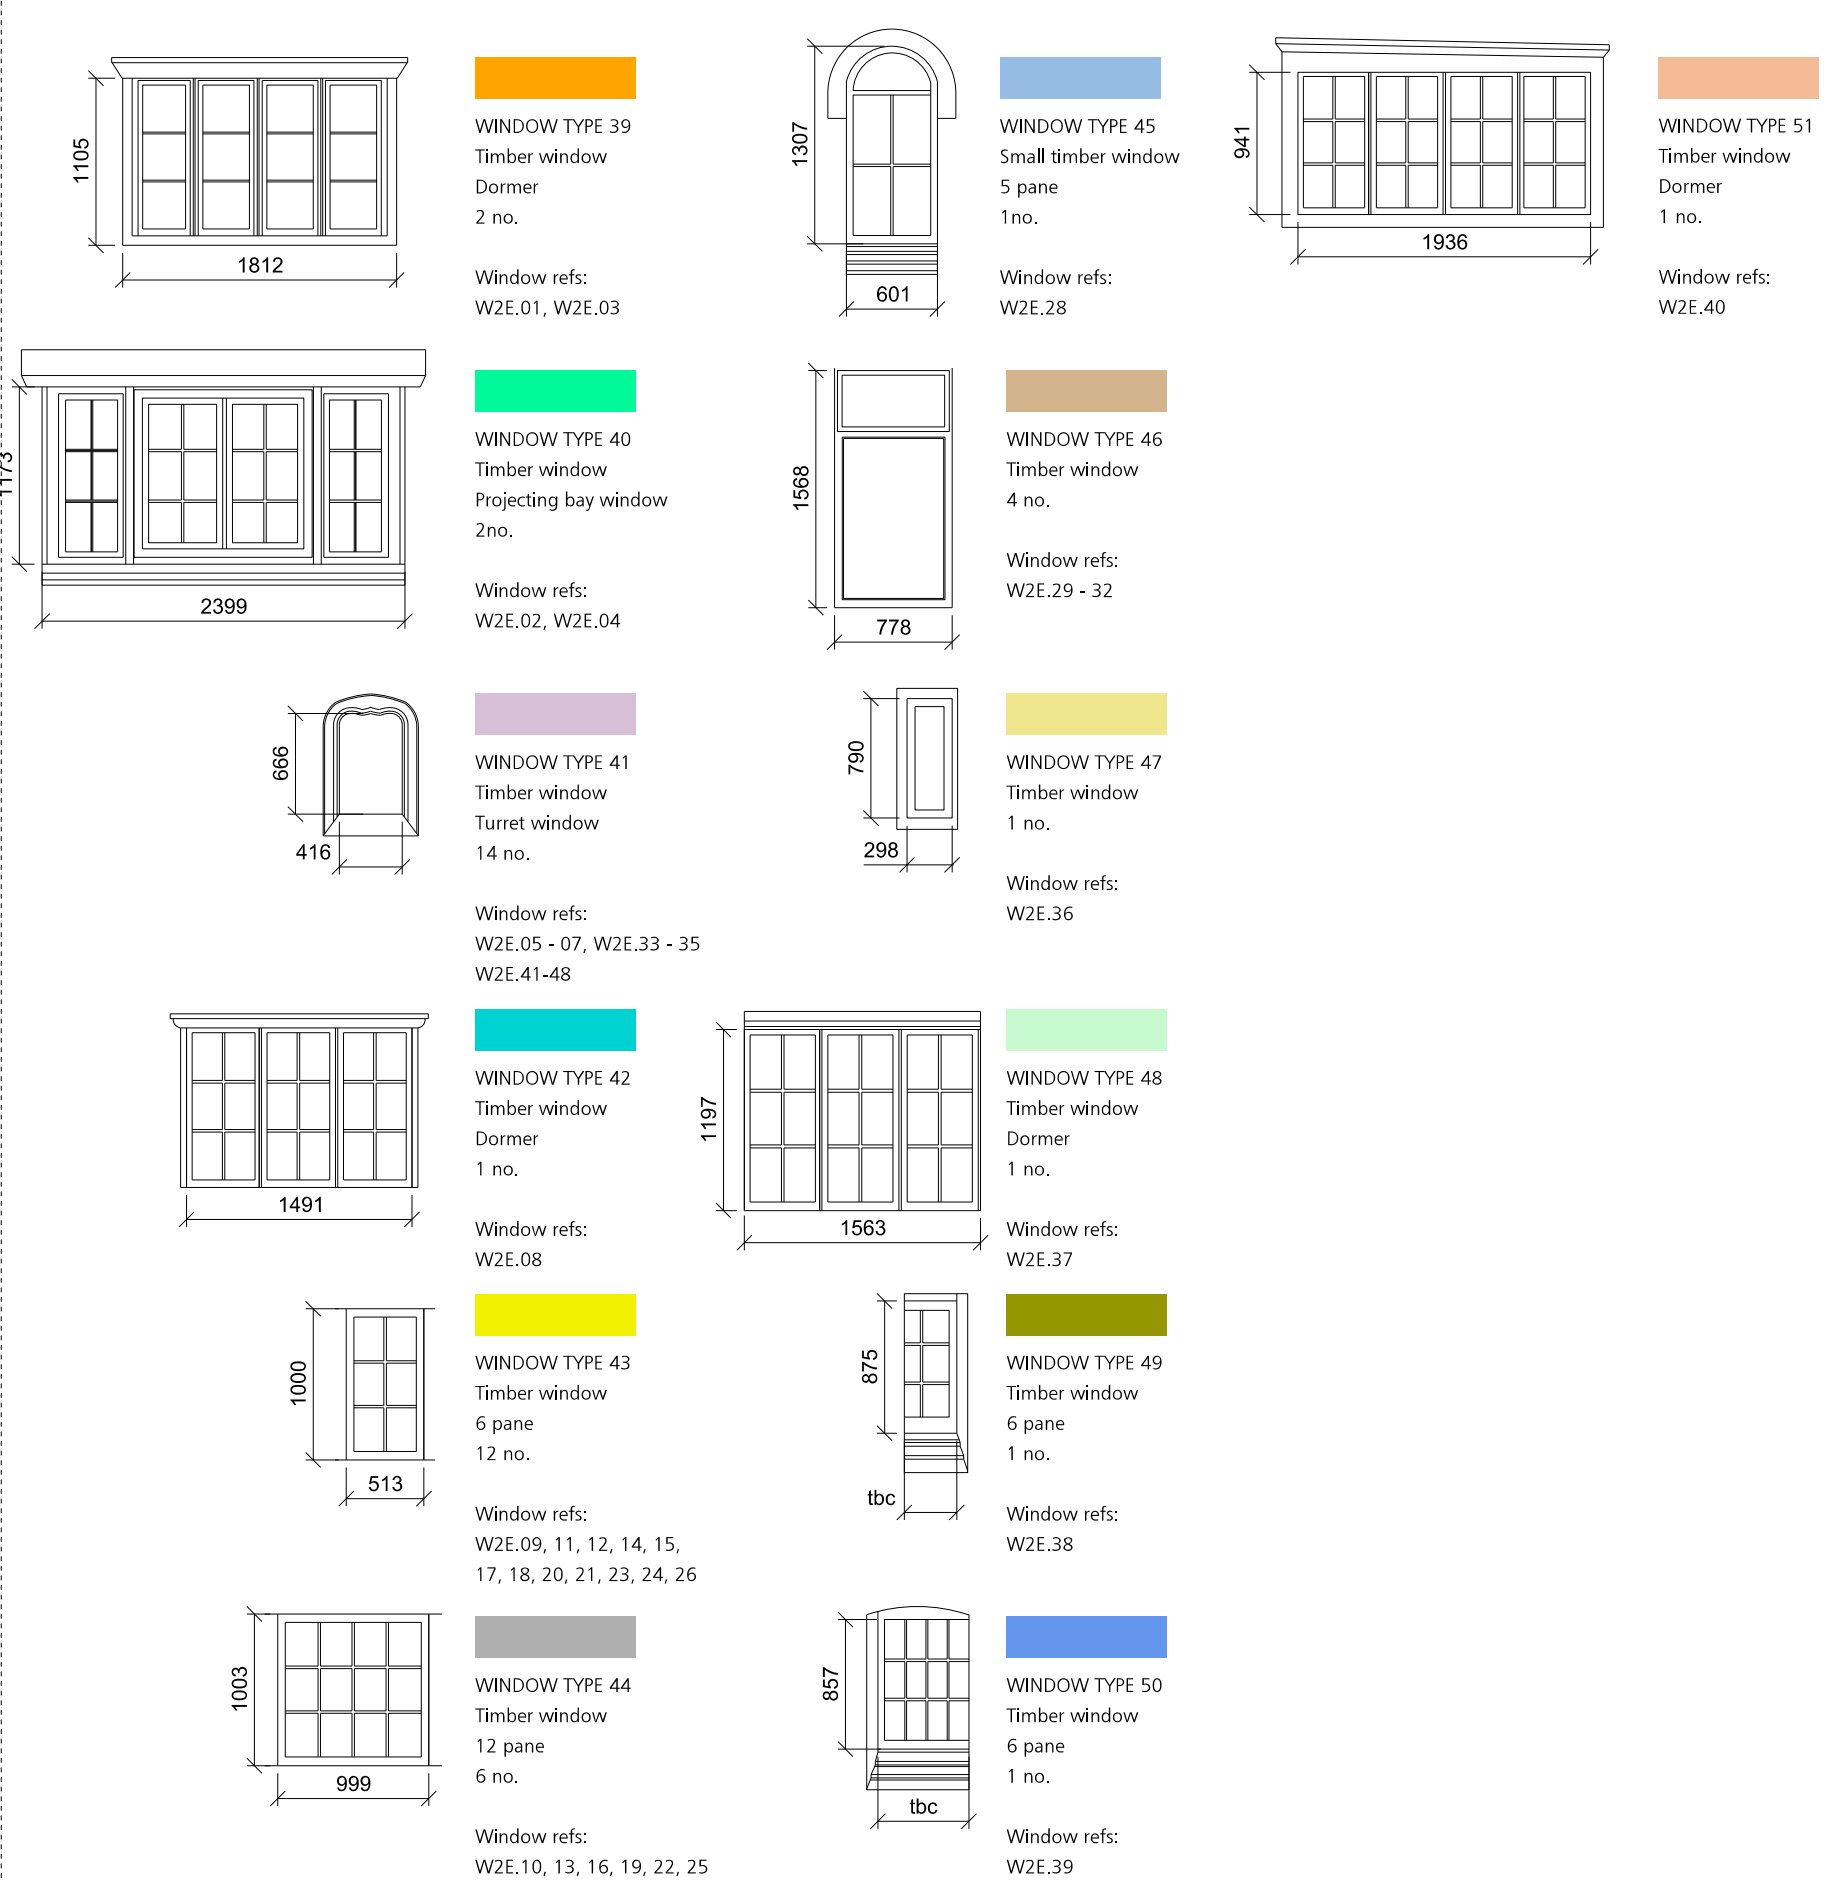 1105
1812
WINDOW TYPE 39
Timber window
Dormer
2 no.
Window refs:
W2E.01, W2E.03
1173
2399
WINDOW TYPE 40
Timber window
Projecting bay window
2no.
Window refs:
W2E.02, W2E.04
666
416
WINDOW TYPE 41
Timber window
Turret window
14 no.
Window refs:
W2E.05 - 07, W2E.33 - 35
W2E.41-48
1491
WINDOW TYPE 42
Timber window
Dormer
1 no.
Window refs:
W2E.08
1000
513
WINDOW TYPE 43
Timber window
6 pane
12 no.
Window refs:
W2E.09, 11, 12, 14, 15,
17, 18, 20, 21, 23, 24, 26
1003
999
WINDOW TYPE 44
Timber window
12 pane
6 no.
Window refs:
W2E.10, 13, 16, 19, 22, 25
1307
601
WINDOW TYPE 45
Small timber window
5 pane
1no.
Window refs:
W2E.28
1568
778
WINDOW TYPE 46
Timber window
4 no.
Window refs:
W2E.29 - 32
790
298
WINDOW TYPE 47
Timber window
1 no.
Window refs:
W2E.36
1197
1563
WINDOW TYPE 48
Timber window
Dormer
1 no.
Window refs:
W2E.37
875
tbc
WINDOW TYPE 49
Timber window
6 pane
1 no.
Window refs:
W2E.38
857
tbc
WINDOW TYPE 50
Timber window
6 pane
1 no.
Window refs:
W2E.39
941
1936
WINDOW TYPE 51
Timber window
Dormer
1 no.
Window refs:
W2E.40